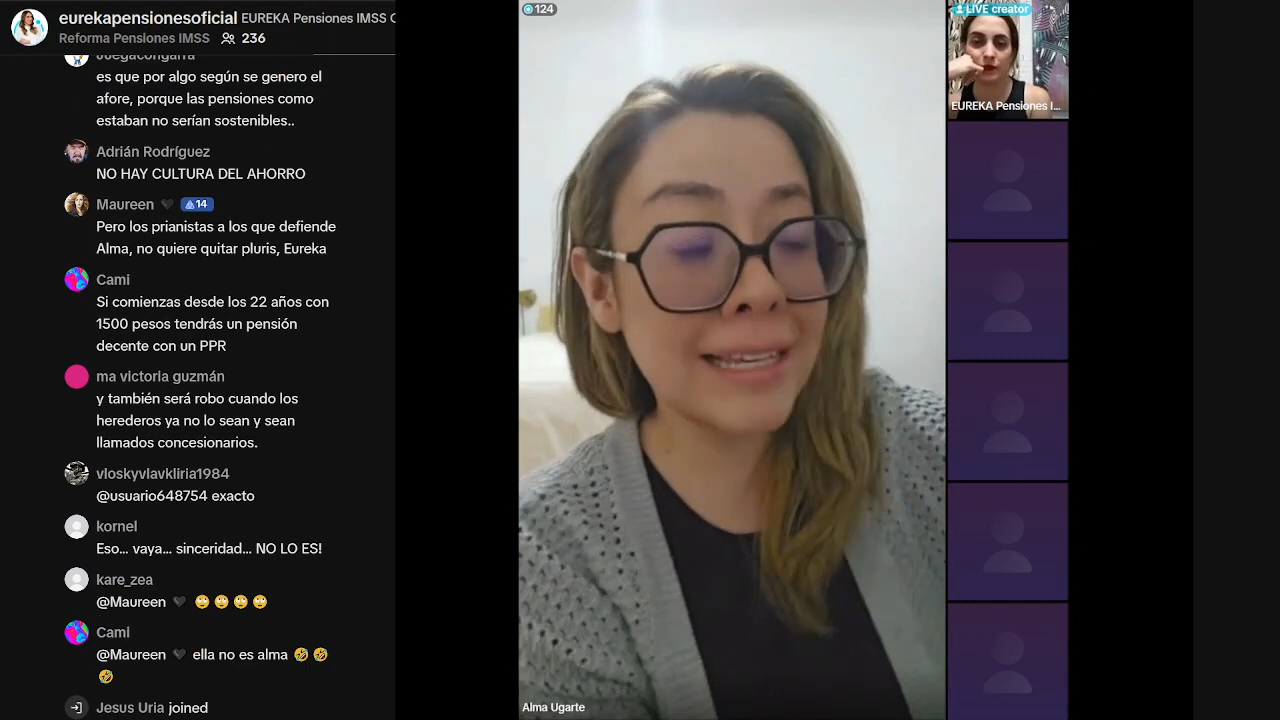 eurekapensionesoficial EUREKA Pensiones IMSS O
Reforma Pensiones IMSS 236
Juegacongarra
es que por algo según se genero el
afore, porque las pensiones como
estaban no serían sostenibles..
Adrián Rodríguez
NO HAY CULTURA DEL AHORRO
Maureen 🖤 14
Pero los prianistas a los que defiende
Alma, no quiere quitar pluris, Eureka
Cami
Si comienzas desde los 22 años con
1500 pesos tendrás un pensión
decente con un PPR
ma victoria guzmán
y también será robo cuando los
herederos ya no lo sean y sean
llamados concesionarios.
vloskyvlavkliria1984
@usuario648754 exacto
kornel
Eso... vaya... sinceridad... NO LO ES!
kare_zea
@Maureen 🖤 🙄🙄🙄🙄
Cami
@Maureen 🖤 ella no es alma 🤣🤣
🤣
Jesus Uria joined
124
Alma Ugarte
LIVE creator
EUREKA Pensiones I...